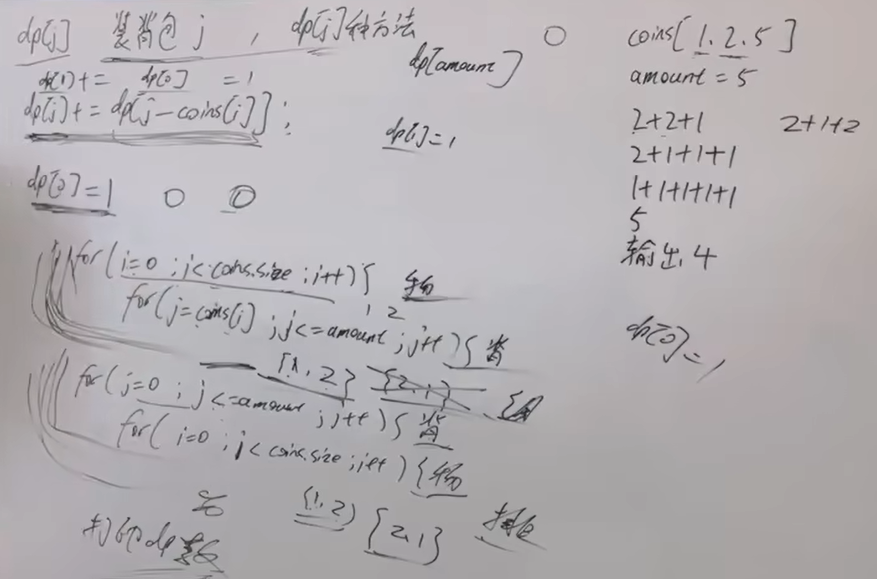 dp[j] 装背包 j , dp[j]种方法
dp[amount]
dp[1]+= dp[0] =1
dp[j]+=dp[j-coins[i]];
dp[1]=1
dp[0]=1 0 0
for(i=0;i<coins.size;i++){ 物
1 2
for(j=coins[i];j<=amount;j++){ 背
{1,2} {2,1}
for(j=0;j<=amount;j++){ 背
for(i=0;i<coins.size;i++){ 物
{1,2} {2,1}
打印dp
0
coins[1.2.5]
amount=5
2+2+1 2+1+2
2+1+1+1
1+1+1+1+1
5
输出.4
dp[0]=1